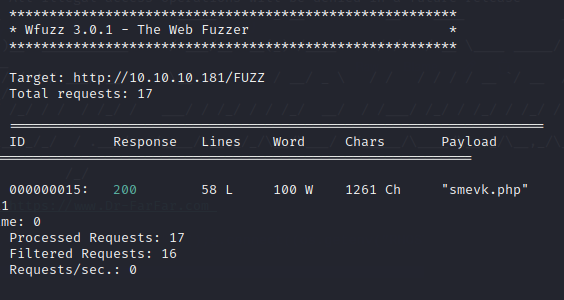 ********************************************************
* Wfuzz 3.0.1 - The Web Fuzzer                         *
********************************************************
Target: http://10.10.10.181/FUZZ
Total requests: 17
=====================================================================
ID           Response   Lines    Word     Chars       Payload
=====================================================================
000000015:   200        58 L     100 W    1261 Ch     "smevk.php"
1
me: 0
Processed Requests: 17
Filtered Requests: 16
Requests/sec.: 0